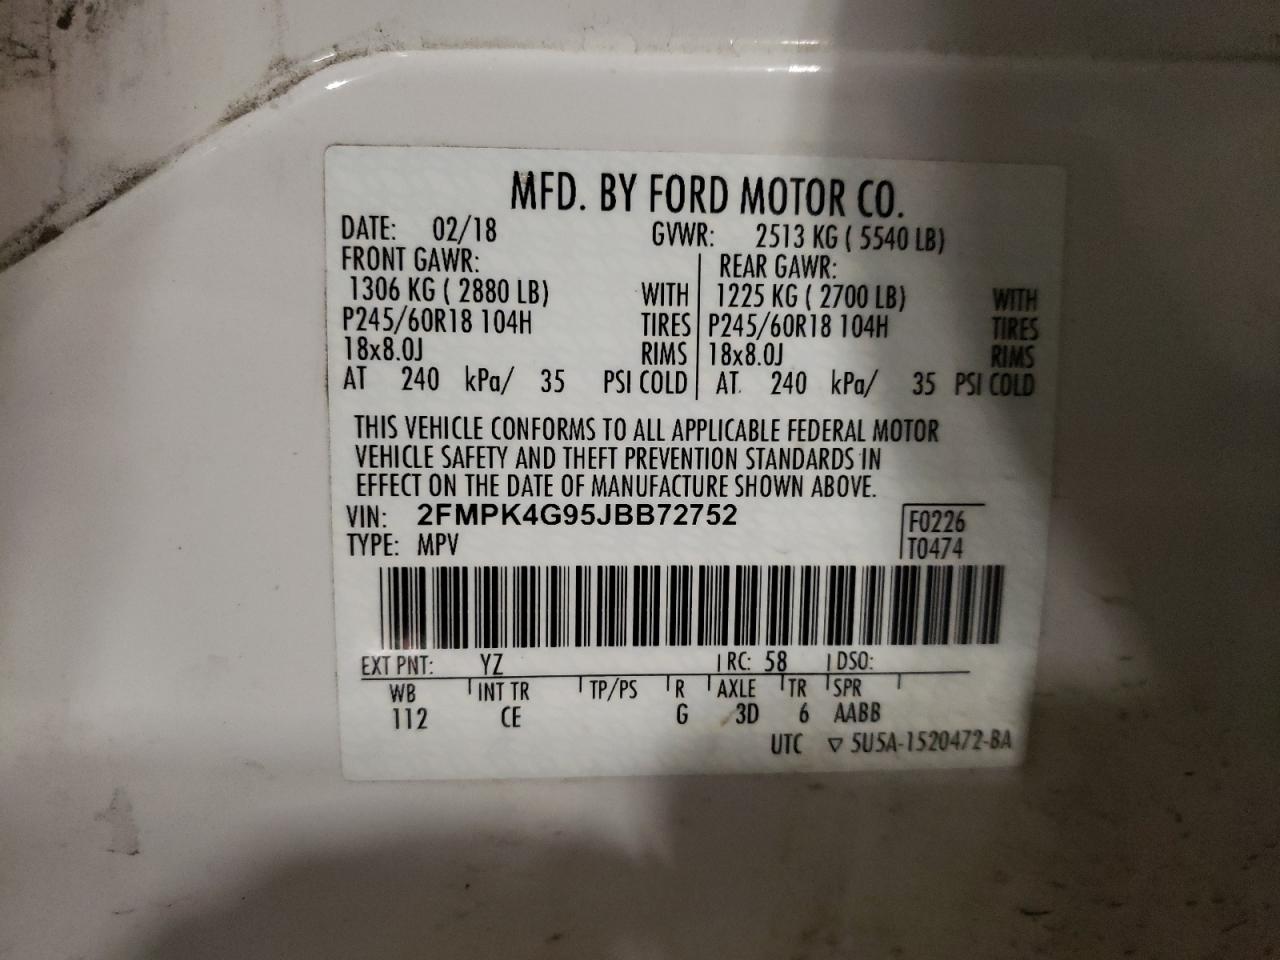 MFD. BY FORD MOTOR CO.
DATE: 02/18 GVWR: 2513 KG ( 5540 LB)
FRONT GAWR: REAR GAWR:
1306 KG ( 2880 LB) WITH 1225 KG ( 2700 LB) WITH
P245/60R18 104H TIRES P245/60R18 104H TIRES
18x8.0J RIMS 18x8.0J RIMS
AT 240 kPa/ 35 PSI COLD AT 240 kPa/ 35 PSI COLD
THIS VEHICLE CONFORMS TO ALL APPLICABLE FEDERAL MOTOR
VEHICLE SAFETY AND THEFT PREVENTION STANDARDS IN
EFFECT ON THE DATE OF MANUFACTURE SHOWN ABOVE.
VIN: 2FMPK4G95JBB72752 F0226
TYPE: MPV T0474
EXT PNT: YZ RC: 58 DSO:
WB INT TR TP/PS R AXLE TR SPR
112 CE G 3D 6 AABB
UTC ▽ 5U5A-1520472-BA